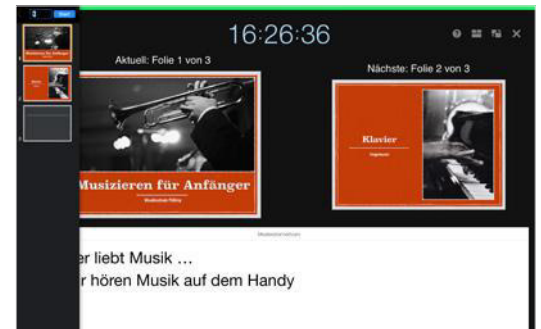 Start
16:26:36
Aktuell: Folie 1 von 3
Nächste: Folie 2 von 3
Musizieren für Anfänger
Klavier
er liebt Musik …
r hören Musik auf dem Handy